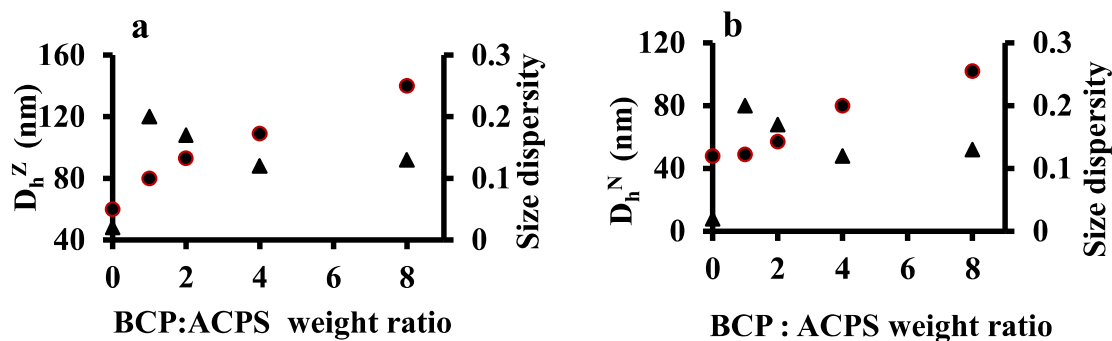 a
160
120
80
40
D_h^Z (nm)
0.3
0.2
0.1
0
Size dispersity
0 2 4 6 8
BCP:ACPS weight ratio
b
120
80
40
0
D_h^N (nm)
0.3
0.2
0.1
0
Size dispersity
0 2 4 6 8
BCP : ACPS weight ratio